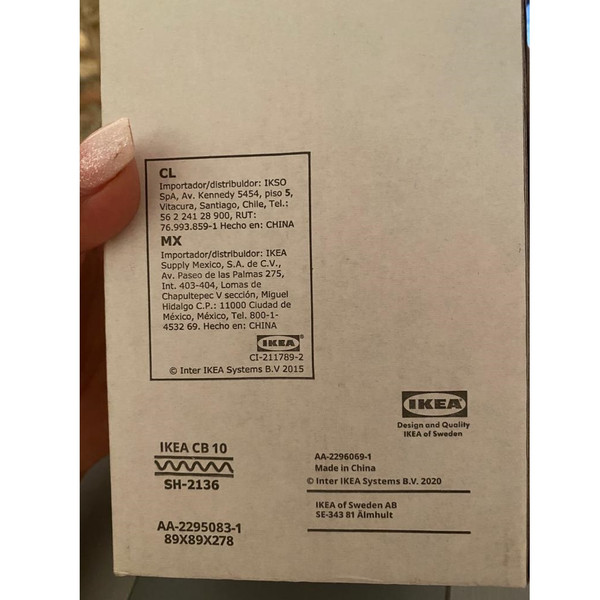 CL
Importador/distribuidor: IKSO
SpA, Av. Kennedy 5454, piso 5,
Vitacura, Santiago, Chile, Tel.:
56 2 241 28 900, RUT:
76.993.859-1 Hecho en: CHINA
MX
Importador/distribuidor: IKEA
Supply Mexico, S.A. de C.V.,
Av. Paseo de las Palmas 275,
Int. 403-404, Lomas de
Chapultepec V sección, Miguel
Hidalgo C.P.: 11000 Ciudad de
México, México, Tel. 800-1-
4532 69. Hecho en: CHINA
IKEA
CI-211789-2
© Inter IKEA Systems B.V 2015
IKEA
Design and Quality
IKEA of Sweden
IKEA CB 10
SH-2136
AA-2295083-1
89X89X278
AA-2296069-1
Made in China
© Inter IKEA Systems B.V. 2020
IKEA of Sweden AB
SE-343 81 Älmhult